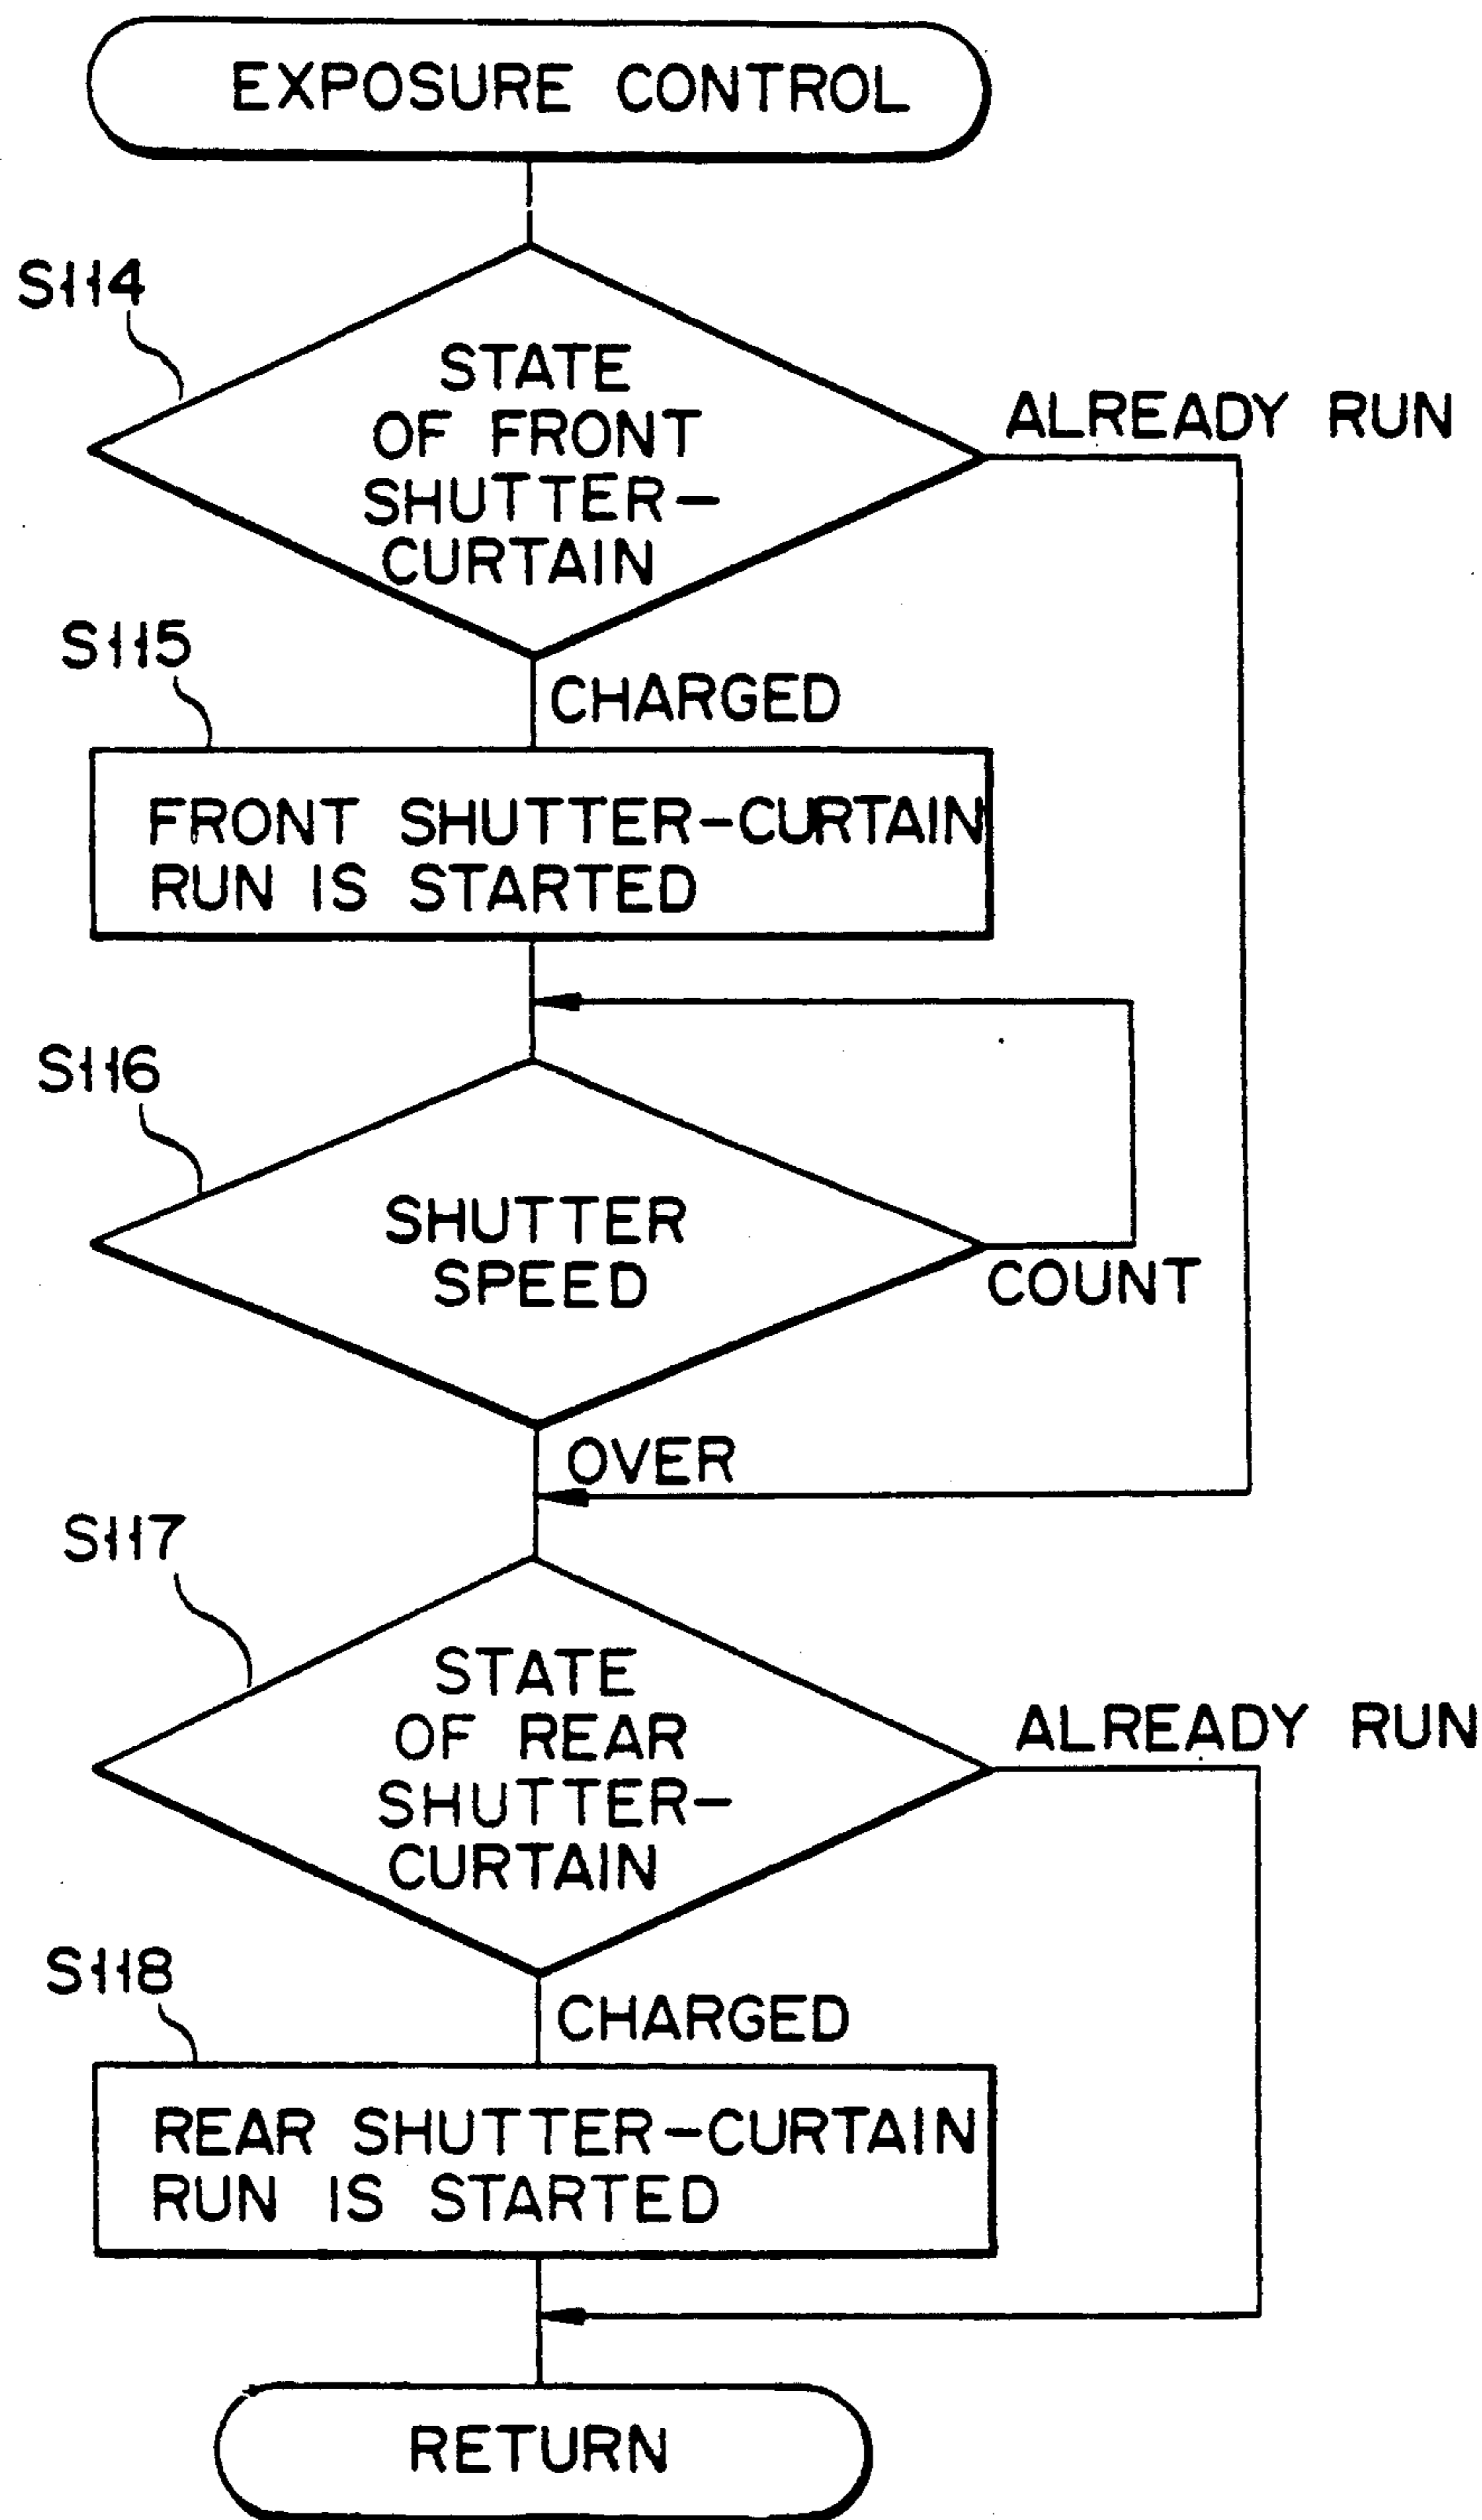 EXPOSURE CONTROL
S114
STATE
OF FRONT
SHUTTER-
CURTAIN
ALREADY RUN
S115
CHARGED
FRONT SHUTTER-CURTAIN
RUN IS STARTED
S116
SHUTTER
SPEED
COUNT
OVER
S117
STATE
OF REAR
SHUTTER-
CURTAIN
ALREADY RUN
S118
CHARGED
REAR SHUTTER-CURTAIN
RUN IS STARTED
RETURN